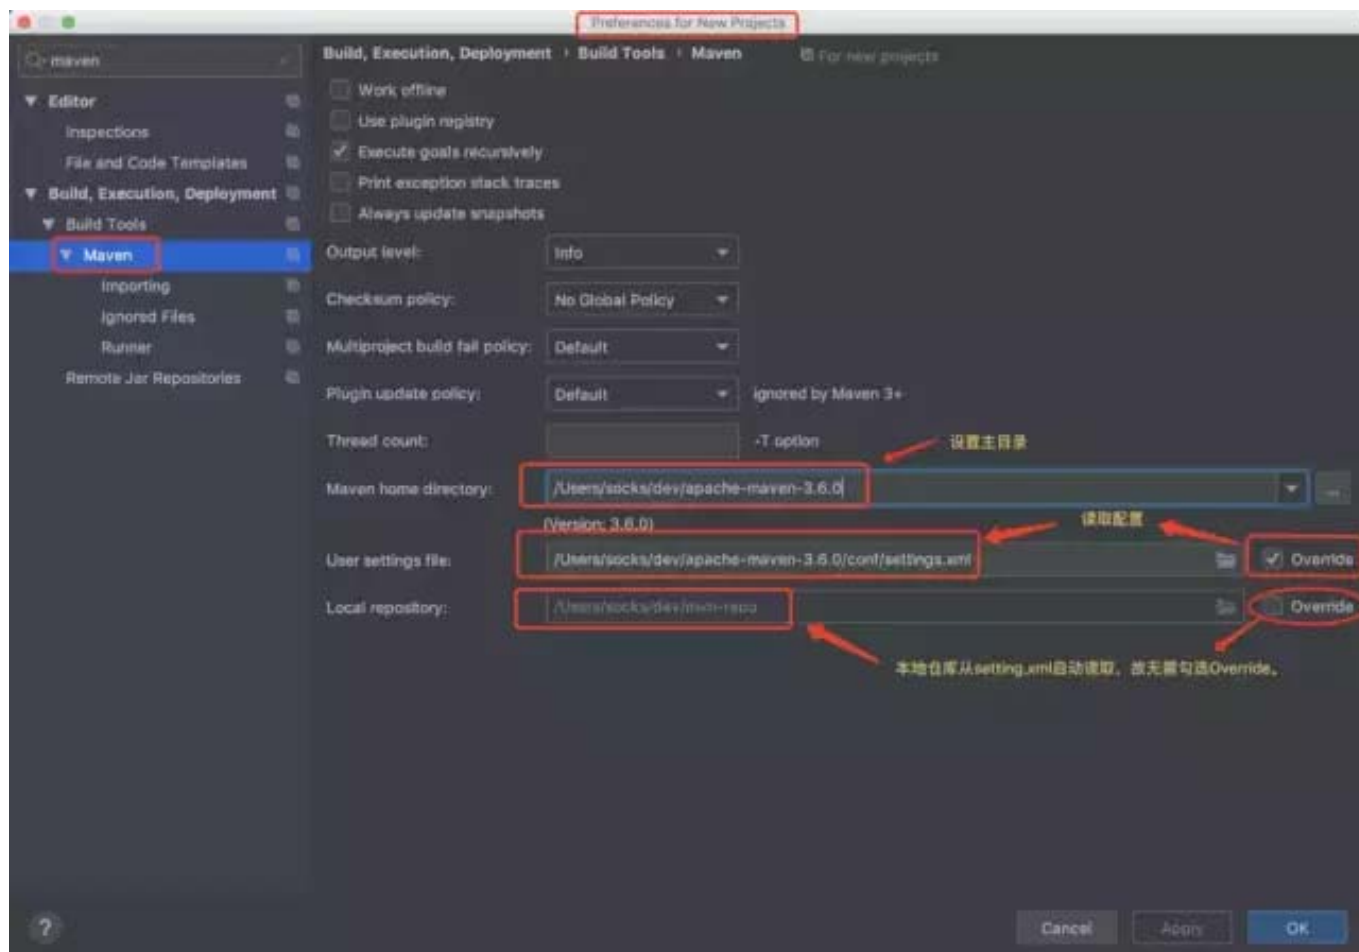 Preferences for New Projects
maven
Build, Execution, Deployment › Build Tools › Maven
For new projects
Editor
Inspections
File and Code Templates
Build, Execution, Deployment
Build Tools
Maven
Importing
Ignored Files
Runner
Remote Jar Repositories
Work offline
Use plugin registry
Execute goals recursively
Print exception stack traces
Always update snapshots
Output level: Info
Checksum policy: No Global Policy
Multiproject build fail policy: Default
Plugin update policy: Default ignored by Maven 3+
Thread count: -T option
设置主目录
Maven home directory: /Users/socks/dev/apache-maven-3.6.0 ...
(Version: 3.6.0)
读取配置
User settings file: /Users/socks/dev/apache-maven-3.6.0/conf/settings.xml Override
Local repository: /Users/socks/dev/mvn-repo Override
本地仓库从setting.xml自动读取，故无需勾选Override。
? Cancel Apply OK